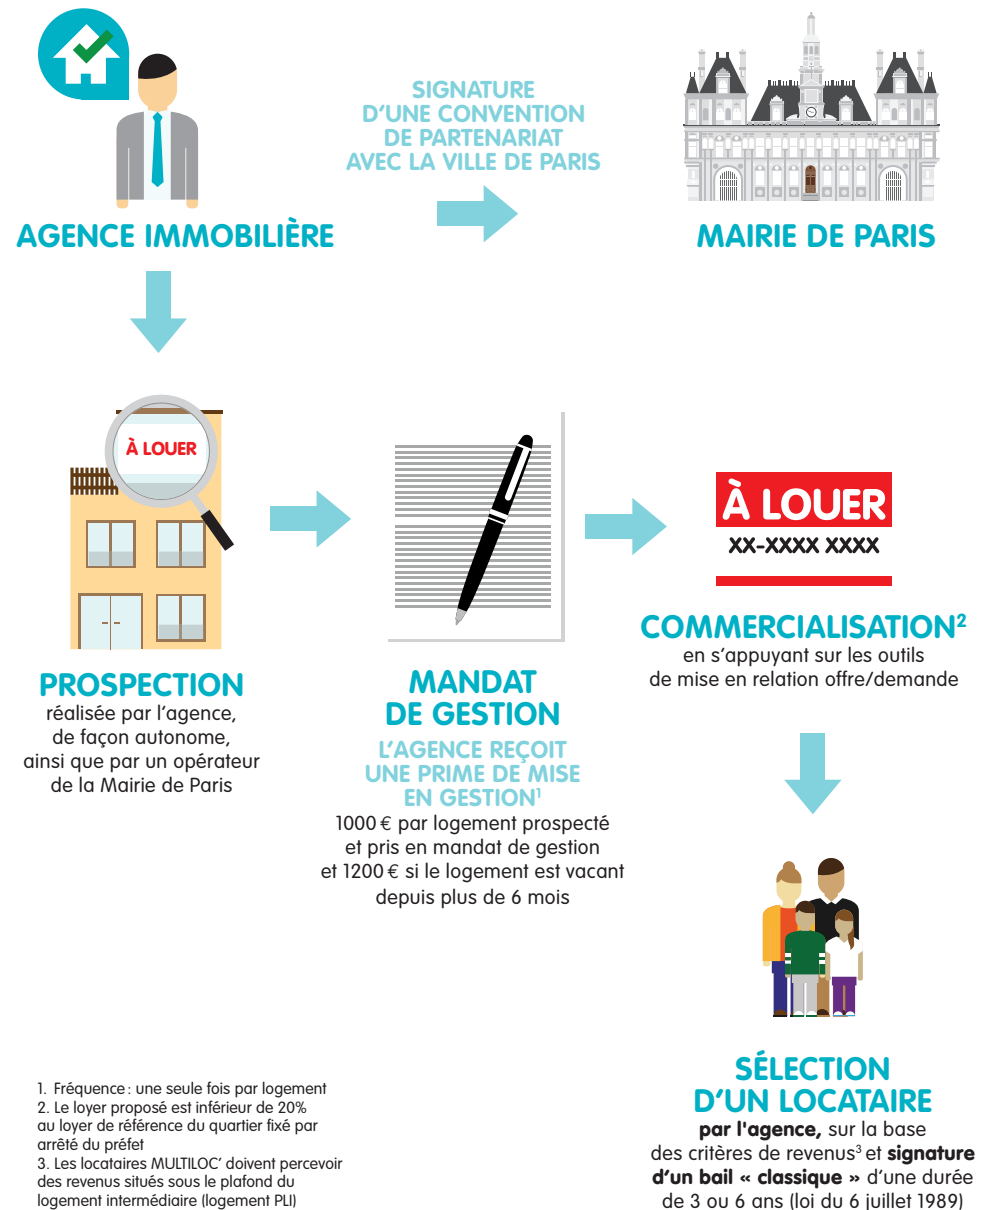 SIGNATURE
D'UNE CONVENTION
DE PARTENARIAT
AVEC LA VILLE DE PARIS
AGENCE IMMOBILIÈRE
MAIRIE DE PARIS
À LOUER
PROSPECTION
réalisée par l'agence,
de façon autonome,
ainsi que par un opérateur
de la Mairie de Paris
MANDAT
DE GESTION
L'AGENCE REÇOIT
UNE PRIME DE MISE
EN GESTION¹
1000 € par logement prospecté
et pris en mandat de gestion
et 1200 € si le logement est vacant
depuis plus de 6 mois
À LOUER
XX-XXXX XXXX
COMMERCIALISATION²
en s'appuyant sur les outils
de mise en relation offre/demande
SÉLECTION
D'UN LOCATAIRE
par l'agence, sur la base
des critères de revenus³ et signature
d'un bail « classique » d'une durée
de 3 ou 6 ans (loi du 6 juillet 1989)
1. Fréquence : une seule fois par logement
2. Le loyer proposé est inférieur de 20%
au loyer de référence du quartier fixé par
arrêté du préfet
3. Les locataires MULTILOC' doivent percevoir
des revenus situés sous le plafond du
logement intermédiaire (logement PLI)